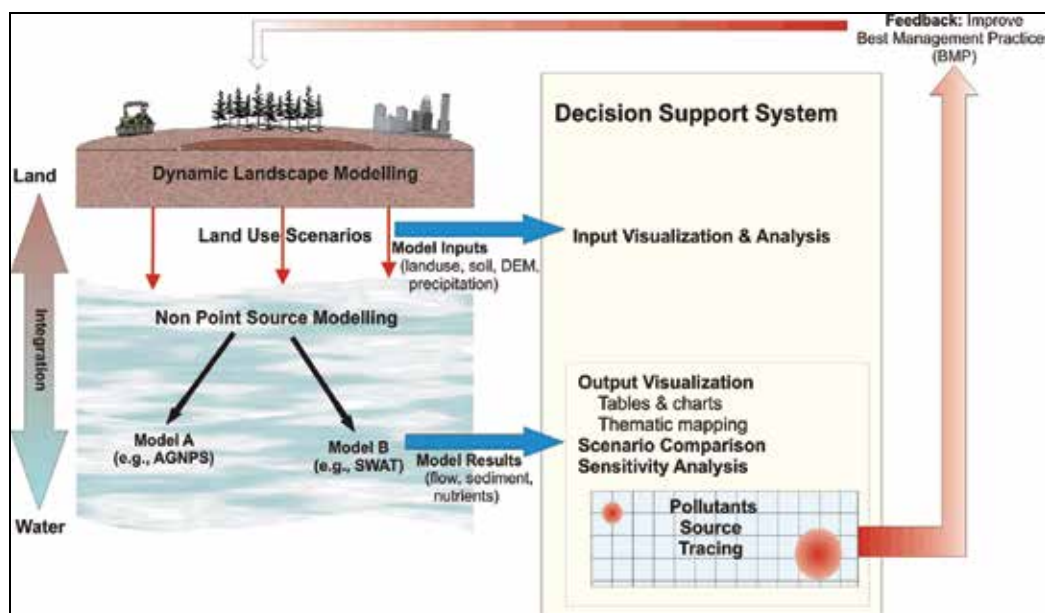 Feedback: Improve
Best Management Practice
(BMP)
Decision Support System
Dynamic Landscape Modelling
Land
Land Use Scenarios
Model Inputs
(landuse, soil, DEM,
precipitation)
Input Visualization & Analysis
Integration
Non Point Source Modelling
Model A
(e.g., AGNPS)
Model B
(e.g., SWAT)
Model Results
(flow, sediment,
nutrients)
Output Visualization
Tables & charts
Thematic mapping
Scenario Comparison
Sensitivity Analysis
Pollutants
Source
Tracing
Water